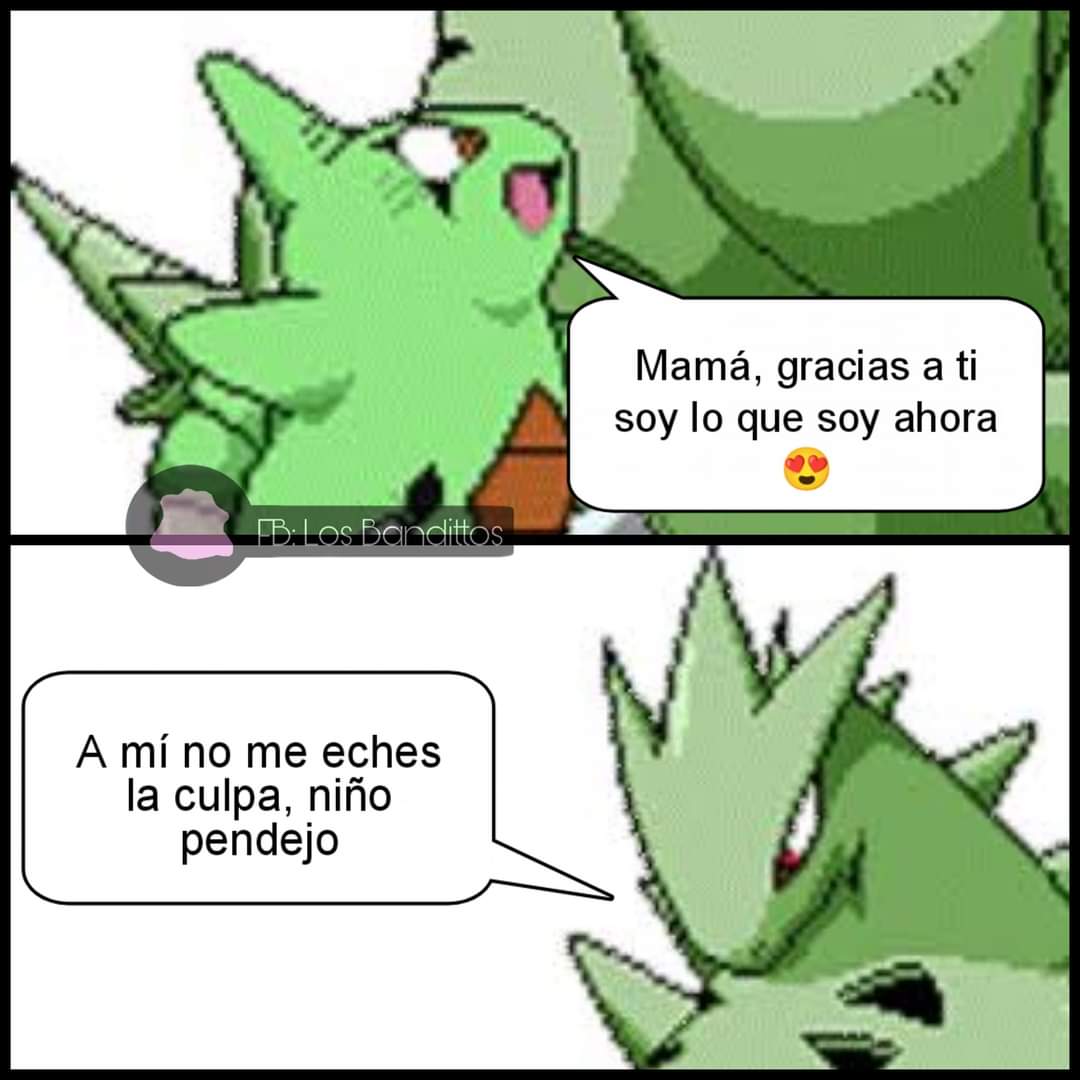 Mamá, gracias a ti
soy lo que soy ahora
😍
FB: Los Bandittos
A mí no me eches
la culpa, niño
pendejo